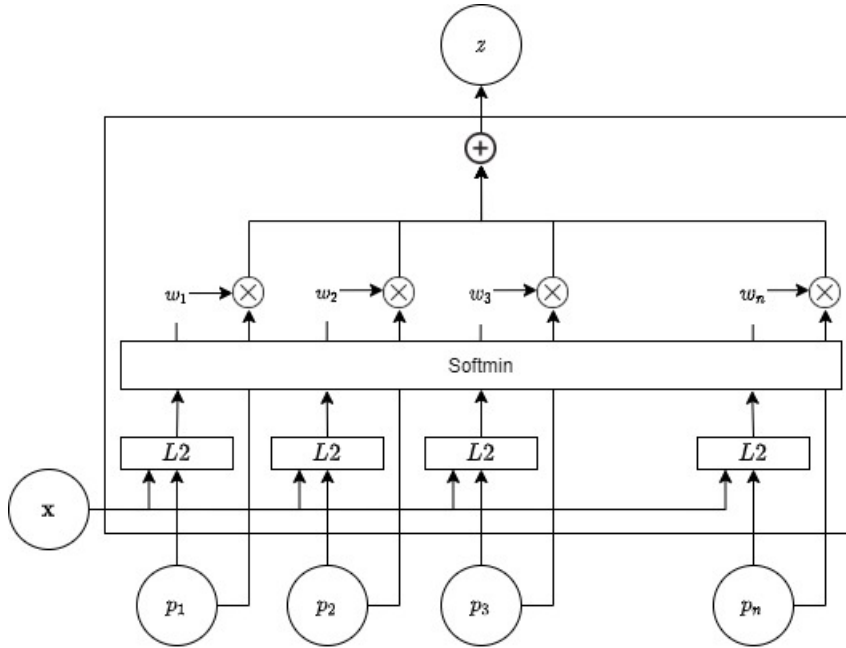 z
w₁ w₂ w₃ wₙ
Softmin
L2 L2 L2 L2
x
p₁ p₂ p₃ pₙ